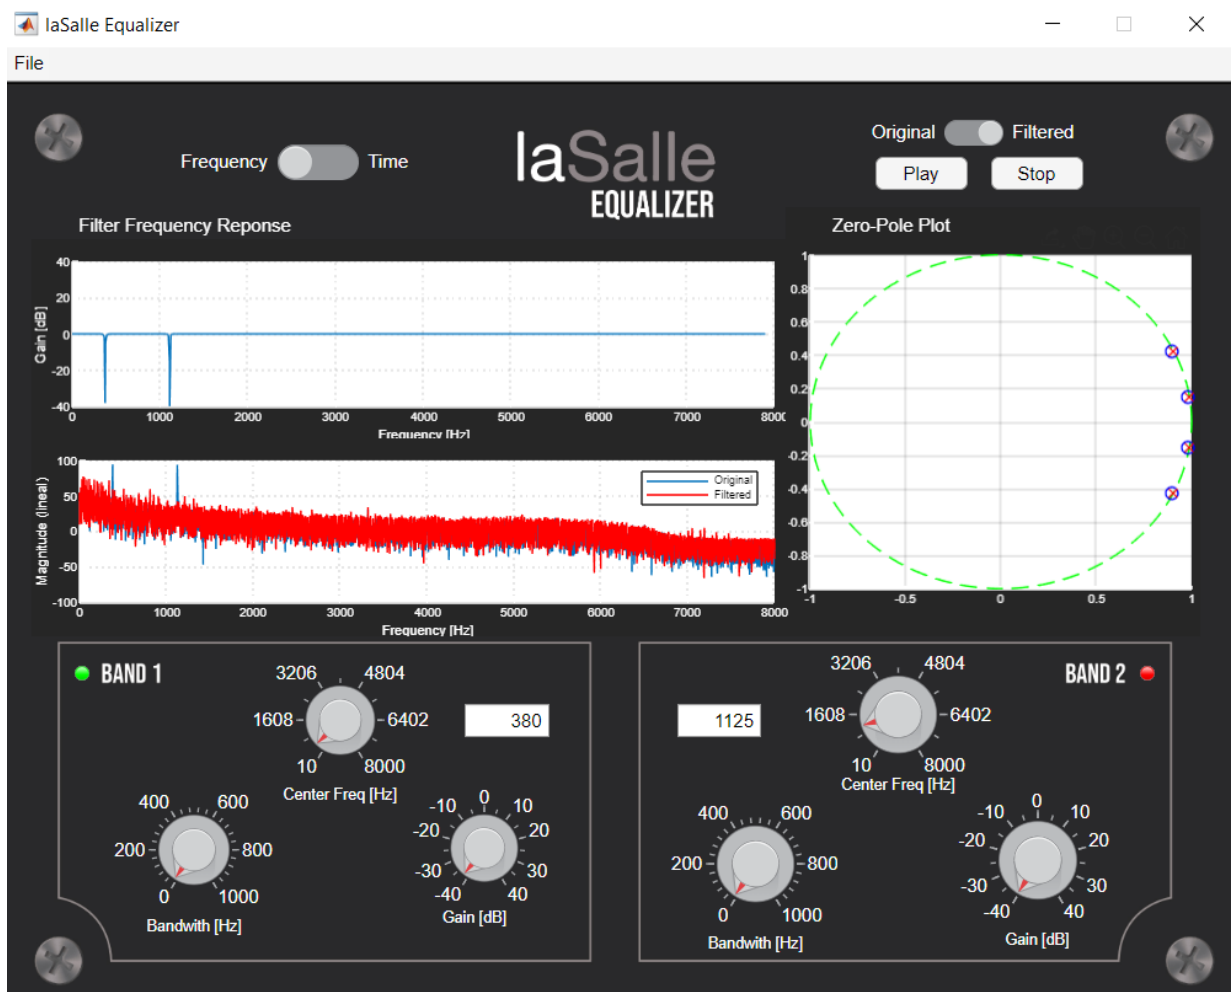 laSalle Equalizer
File
Frequency Time
laSalle
EQUALIZER
Original Filtered
Play Stop
Filter Frequency Reponse
Gain [dB]
40
20
0
-20
-40
0 1000 2000 3000 4000 5000 6000 7000 8000
Frequency [Hz]
Magnitude (lineal)
100
50
0
-50
-100
Original
Filtered
0 1000 2000 3000 4000 5000 6000 7000 8000
Frequency [Hz]
Zero-Pole Plot
1
0.8
0.6
0.4
0.2
0
-0.2
-0.4
-0.6
-0.8
-1
-1 -0.5 0 0.5 1
BAND 1
3206 4804
1608 6402
10 8000
Center Freq [Hz]
380
400 600
200 800
0 1000
Bandwith [Hz]
-10 0 10
-20 20
-30 30
-40 40
Gain [dB]
BAND 2
1125
3206 4804
1608 6402
10 8000
Center Freq [Hz]
400 600
200 800
0 1000
Bandwith [Hz]
-10 0 10
-20 20
-30 30
-40 40
Gain [dB]